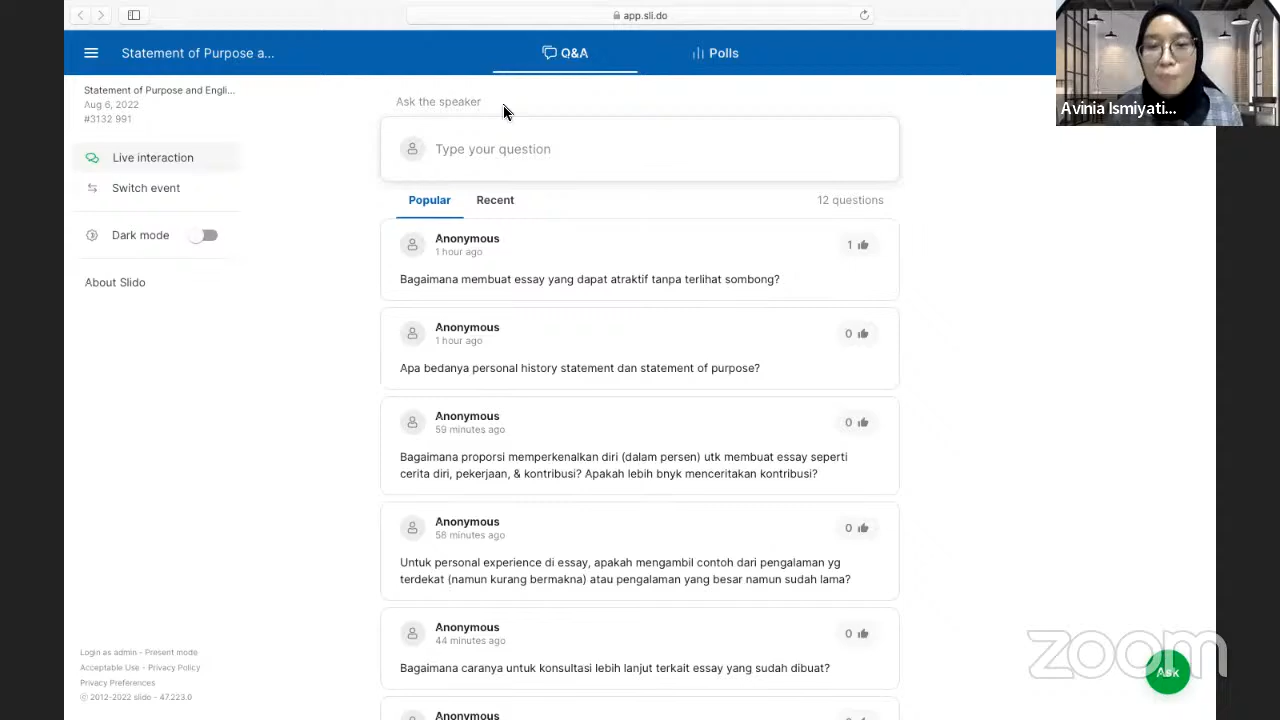 app.sli.do
Statement of Purpose a...
Q&A
Polls
Avinia Ismiyati...
Statement of Purpose and Engli...
Aug 6, 2022
#3132 991
Live interaction
Switch event
Dark mode
About Slido
Ask the speaker
Type your question
Popular
Recent
12 questions
Anonymous
1 hour ago
1
Bagaimana membuat essay yang dapat atraktif tanpa terlihat sombong?
Anonymous
1 hour ago
0
Apa bedanya personal history statement dan statement of purpose?
Anonymous
59 minutes ago
0
Bagaimana proporsi memperkenalkan diri (dalam persen) utk membuat essay seperti
cerita diri, pekerjaan, & kontribusi? Apakah lebih bnyk menceritakan kontribusi?
Anonymous
58 minutes ago
0
Untuk personal experience di essay, apakah mengambil contoh dari pengalaman yg
terdekat (namun kurang bermakna) atau pengalaman yang besar namun sudah lama?
Anonymous
44 minutes ago
0
Bagaimana caranya untuk konsultasi lebih lanjut terkait essay yang sudah dibuat?
Anonymous
Login as admin - Present mode
Acceptable Use - Privacy Policy
Privacy Preferences
© 2012-2022 slido - 47.223.0
zoom
Ask